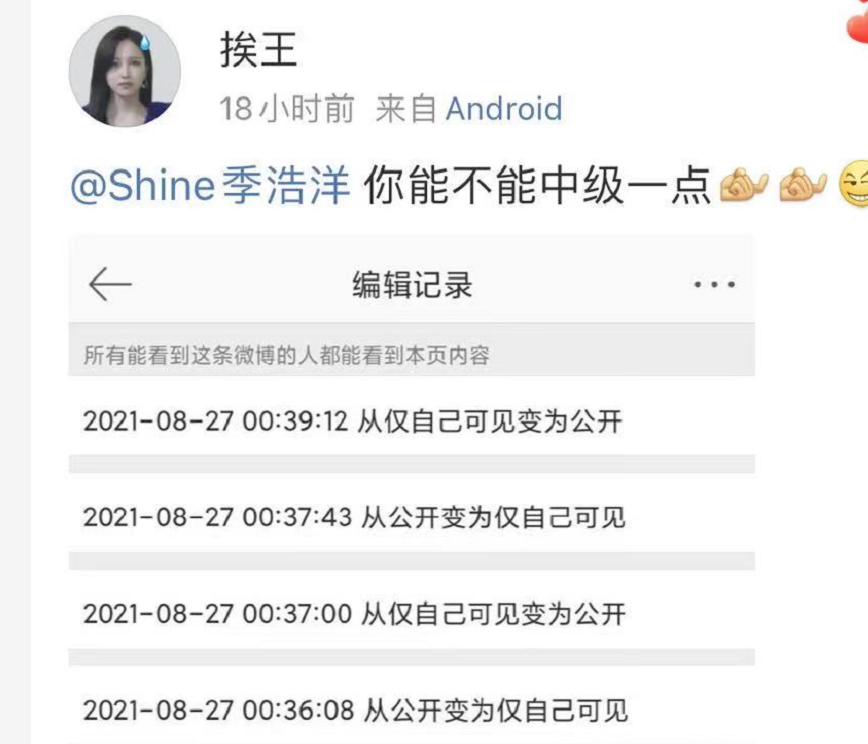 挨王
18小时前 来自 Android
@Shine季浩洋 你能不能中级一点
编辑记录
所有能看到这条微博的人都能看到本页内容
2021-08-27 00:39:12 从仅自己可见变为公开
2021-08-27 00:37:43 从公开变为仅自己可见
2021-08-27 00:37:00 从仅自己可见变为公开
2021-08-27 00:36:08 从公开变为仅自己可见